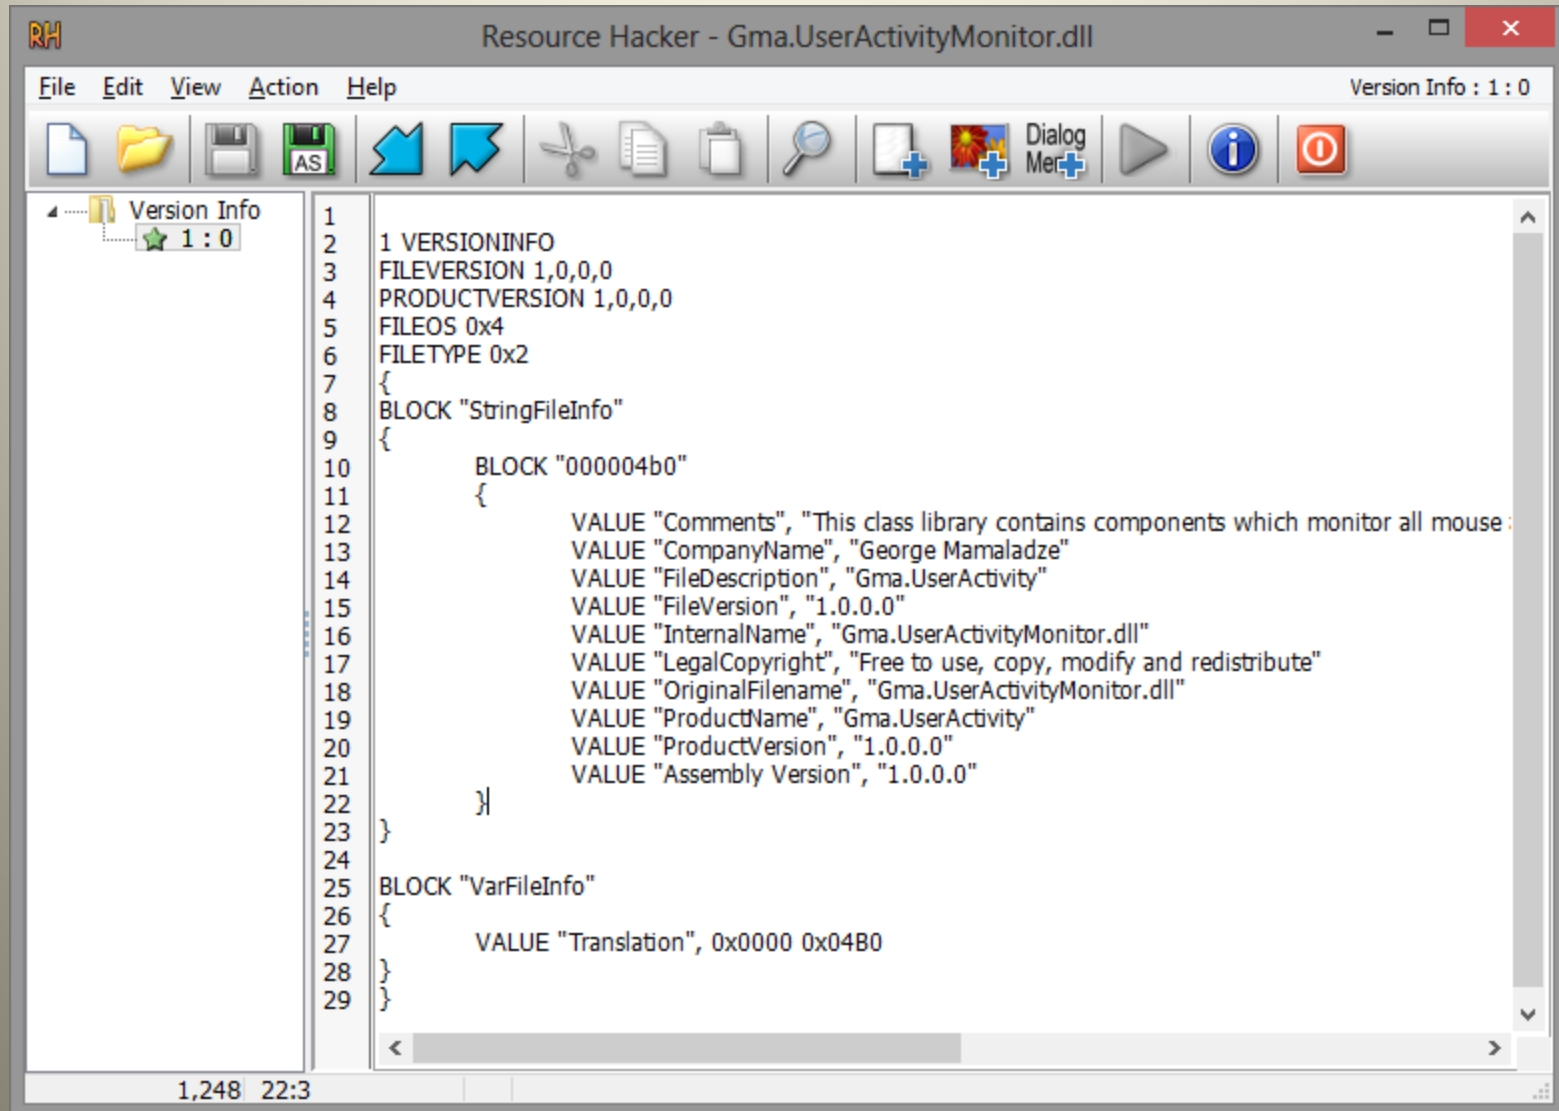 RH
Resource Hacker - Gma.UserActivityMonitor.dll
File Edit View Action Help
Version Info : 1 : 0
AS
Dialog
Version Info
1 : 0
1
2 1 VERSIONINFO
3 FILEVERSION 1,0,0,0
4 PRODUCTVERSION 1,0,0,0
5 FILEOS 0x4
6 FILETYPE 0x2
7 {
8 BLOCK "StringFileInfo"
9 {
10 BLOCK "000004b0"
11 {
12 VALUE "Comments", "This class library contains components which monitor all mouse
13 VALUE "CompanyName", "George Mamaladze"
14 VALUE "FileDescription", "Gma.UserActivity"
15 VALUE "FileVersion", "1.0.0.0"
16 VALUE "InternalName", "Gma.UserActivityMonitor.dll"
17 VALUE "LegalCopyright", "Free to use, copy, modify and redistribute"
18 VALUE "OriginalFilename", "Gma.UserActivityMonitor.dll"
19 VALUE "ProductName", "Gma.UserActivity"
20 VALUE "ProductVersion", "1.0.0.0"
21 VALUE "Assembly Version", "1.0.0.0"
22 }
23 }
24
25 BLOCK "VarFileInfo"
26 {
27 VALUE "Translation", 0x0000 0x04B0
28 }
29 }
1,248 22:3